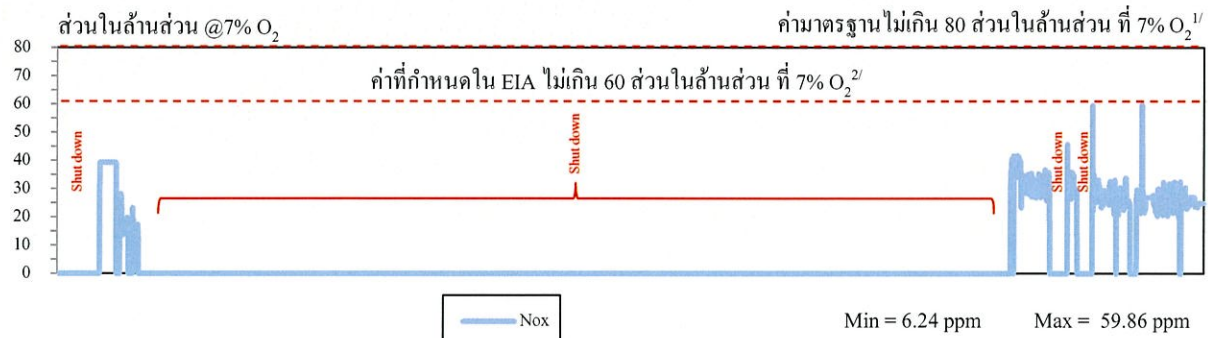 ส่วนในล้านส่วน @7% O2
ค่ามาตรฐานไม่เกิน 80 ส่วนในล้านส่วน ที่ 7% O2 1/
ค่าที่กำหนดใน EIA ไม่เกิน 60 ส่วนในล้านส่วน ที่ 7% O2 2/
80
70
60
50
40
30
20
10
0
Shut down
Shut down
Shut down
Shut down
Nox
Min = 6.24 ppm
Max = 59.86 ppm